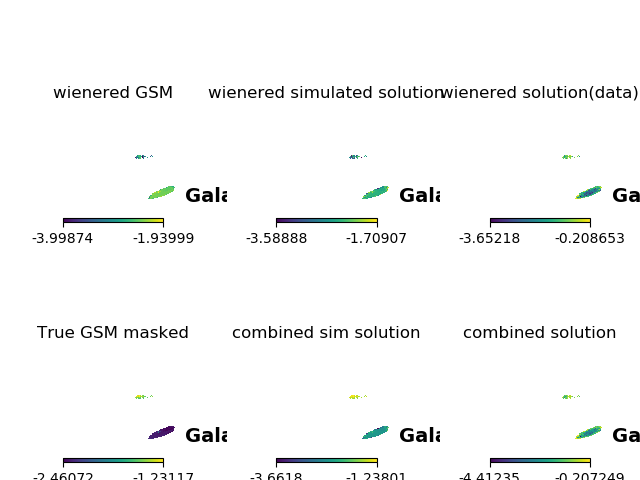 wienered GSM wienered simulated solution wienered solution(data)
Gala Gala Ga
-3.99874 -1.93999 -3.58888 -1.70907 -3.65218 -0.208653
True GSM masked combined sim solution combined solution
Gala Gala Ga
-2.46072 -1.23117 -3.6618 -1.23801 -4.41235 -0.207249